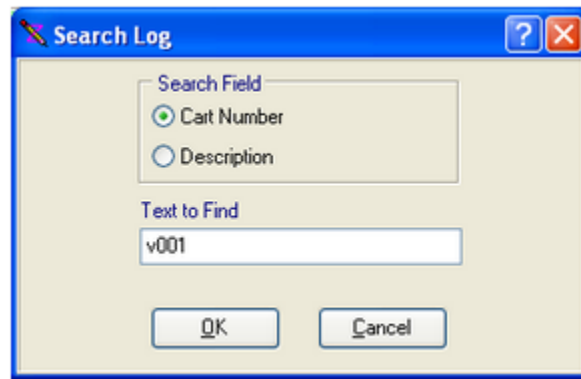 Search Log
Search Field
Cart Number
Description
Text to Find
v001
OK
Cancel